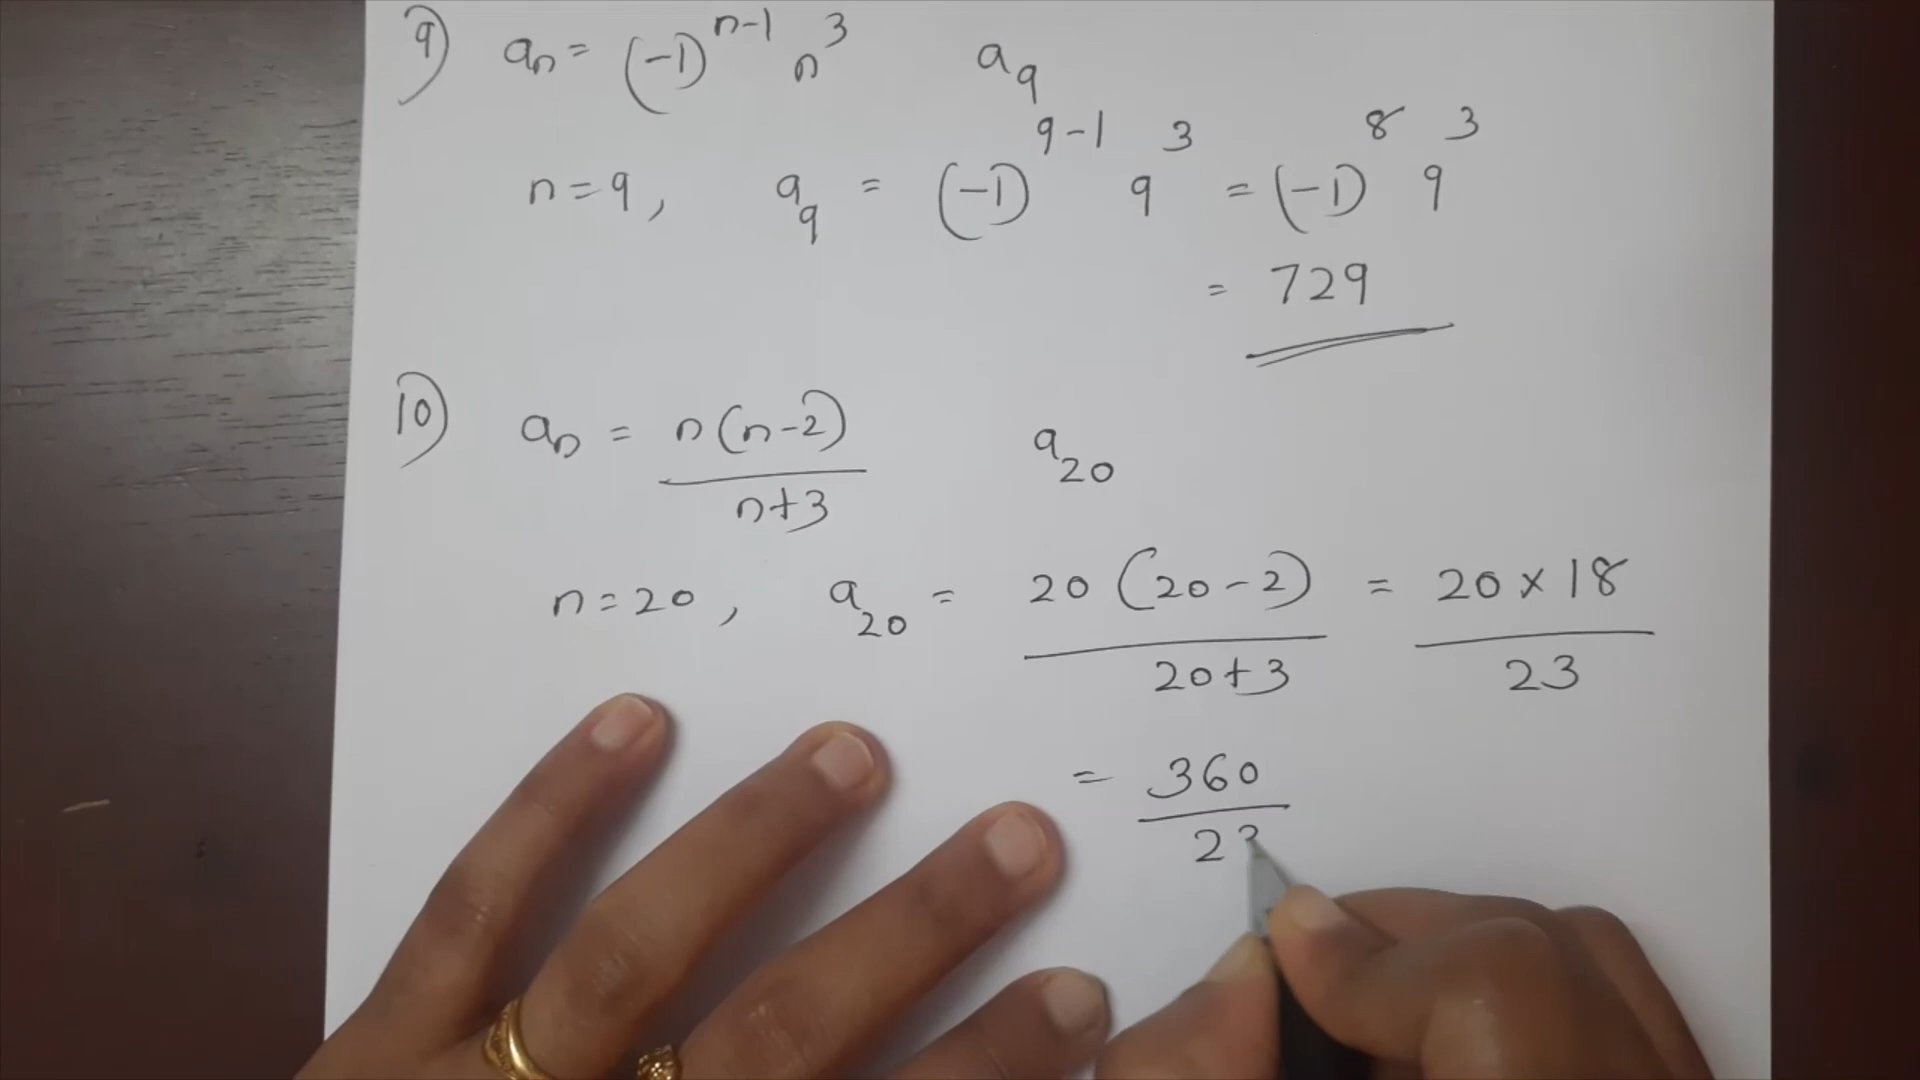 9) aₙ = (-1)ⁿ⁻¹ n³ a₉
n = 9, a₉ = (-1)⁹⁻¹ 9³ = (-1)⁸ 9³
= 729
10) aₙ = n(n-2)/n+3 a₂₀
n = 20, a₂₀ = 20(20-2)/20+3 = 20 × 18/23
= 360/23